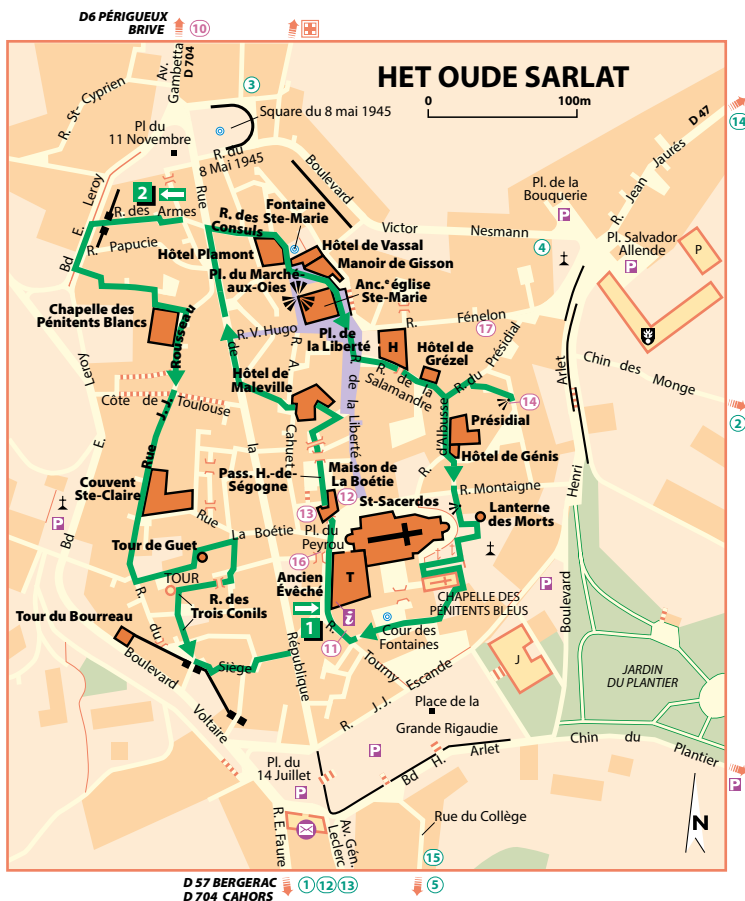 D6 PÉRIGUEUX
BRIVE
10
HET OUDE SARLAT
0
100m
Av.
Gambetta
D 704
R. St- Cyprien
3
Square du 8 mai 1945
D 47
14
Pl du
11 Novembre
R. du
8 Mai 1945
Boulevard
Victor
Nesmann
Pl. de la
Bouquerie
P
R. Jean Jaurés
Pl. Salvador
Allende
P
P
4
2
Leroy
E.
Bd
R. des Armes
R. Papucie
Rue
R. des
Consuls
Fontaine
Ste-Marie
Hôtel Plamont
Hôtel de Vassal
Manoir de Gisson
Pl. du Marché-
aux-Oies
Anc.e église
Ste-Marie
Chapelle des
Pénitents Blancs
Rousseau
R. V. Hugo
Pl. de
la Liberté
R.
Fénelon
17
H
Hôtel de
Grézel
R. de la
Salamandre
R. du Présidial
Arlet
Chin des Monge
2
de
R. A.
Cahuet
Hôtel de
Maleville
R. de la Liberté
d'Albusse
R.
14
Leroy
E.
Bd
Côte de Toulouse
Rue J. J.
la
Présidial
Hôtel de Génis
Couvent
Ste-Claire
Pass. H.-de-
Ségogne
Maison de
La Boétie
R. Montaigne
Henri
P
Rue
La Boétie
13
12
St-Sacerdos
Lanterne
des Morts
Pl. du
Peyrou
16
Tour de Guet
TOUR
R. des
Trois Conils
Ancien
Évêché
T
CHAPELLE DES
PÉNITENTS BLEUS
P
Boulevard
Tour du Bourreau
R.
du
Siège
1
i
11
R.
Tourny
Cour des
Fontaines
J
JARDIN
DU PLANTIER
Boulevard
Voltaire
République
R. J.J. Escande
Place de la
Grande Rigaudie
P
Bd H. Arlet
Chin du Plantier
P
Pl. du
14 Juillet
P
R. E. Faure
Av. Gén.
Leclerc
Rue du Collège
15
N
D 57 BERGERAC
D 704 CAHORS
1
12
13
5